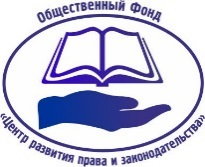 Общественный Фонд
«Центр развития права и законодательства»